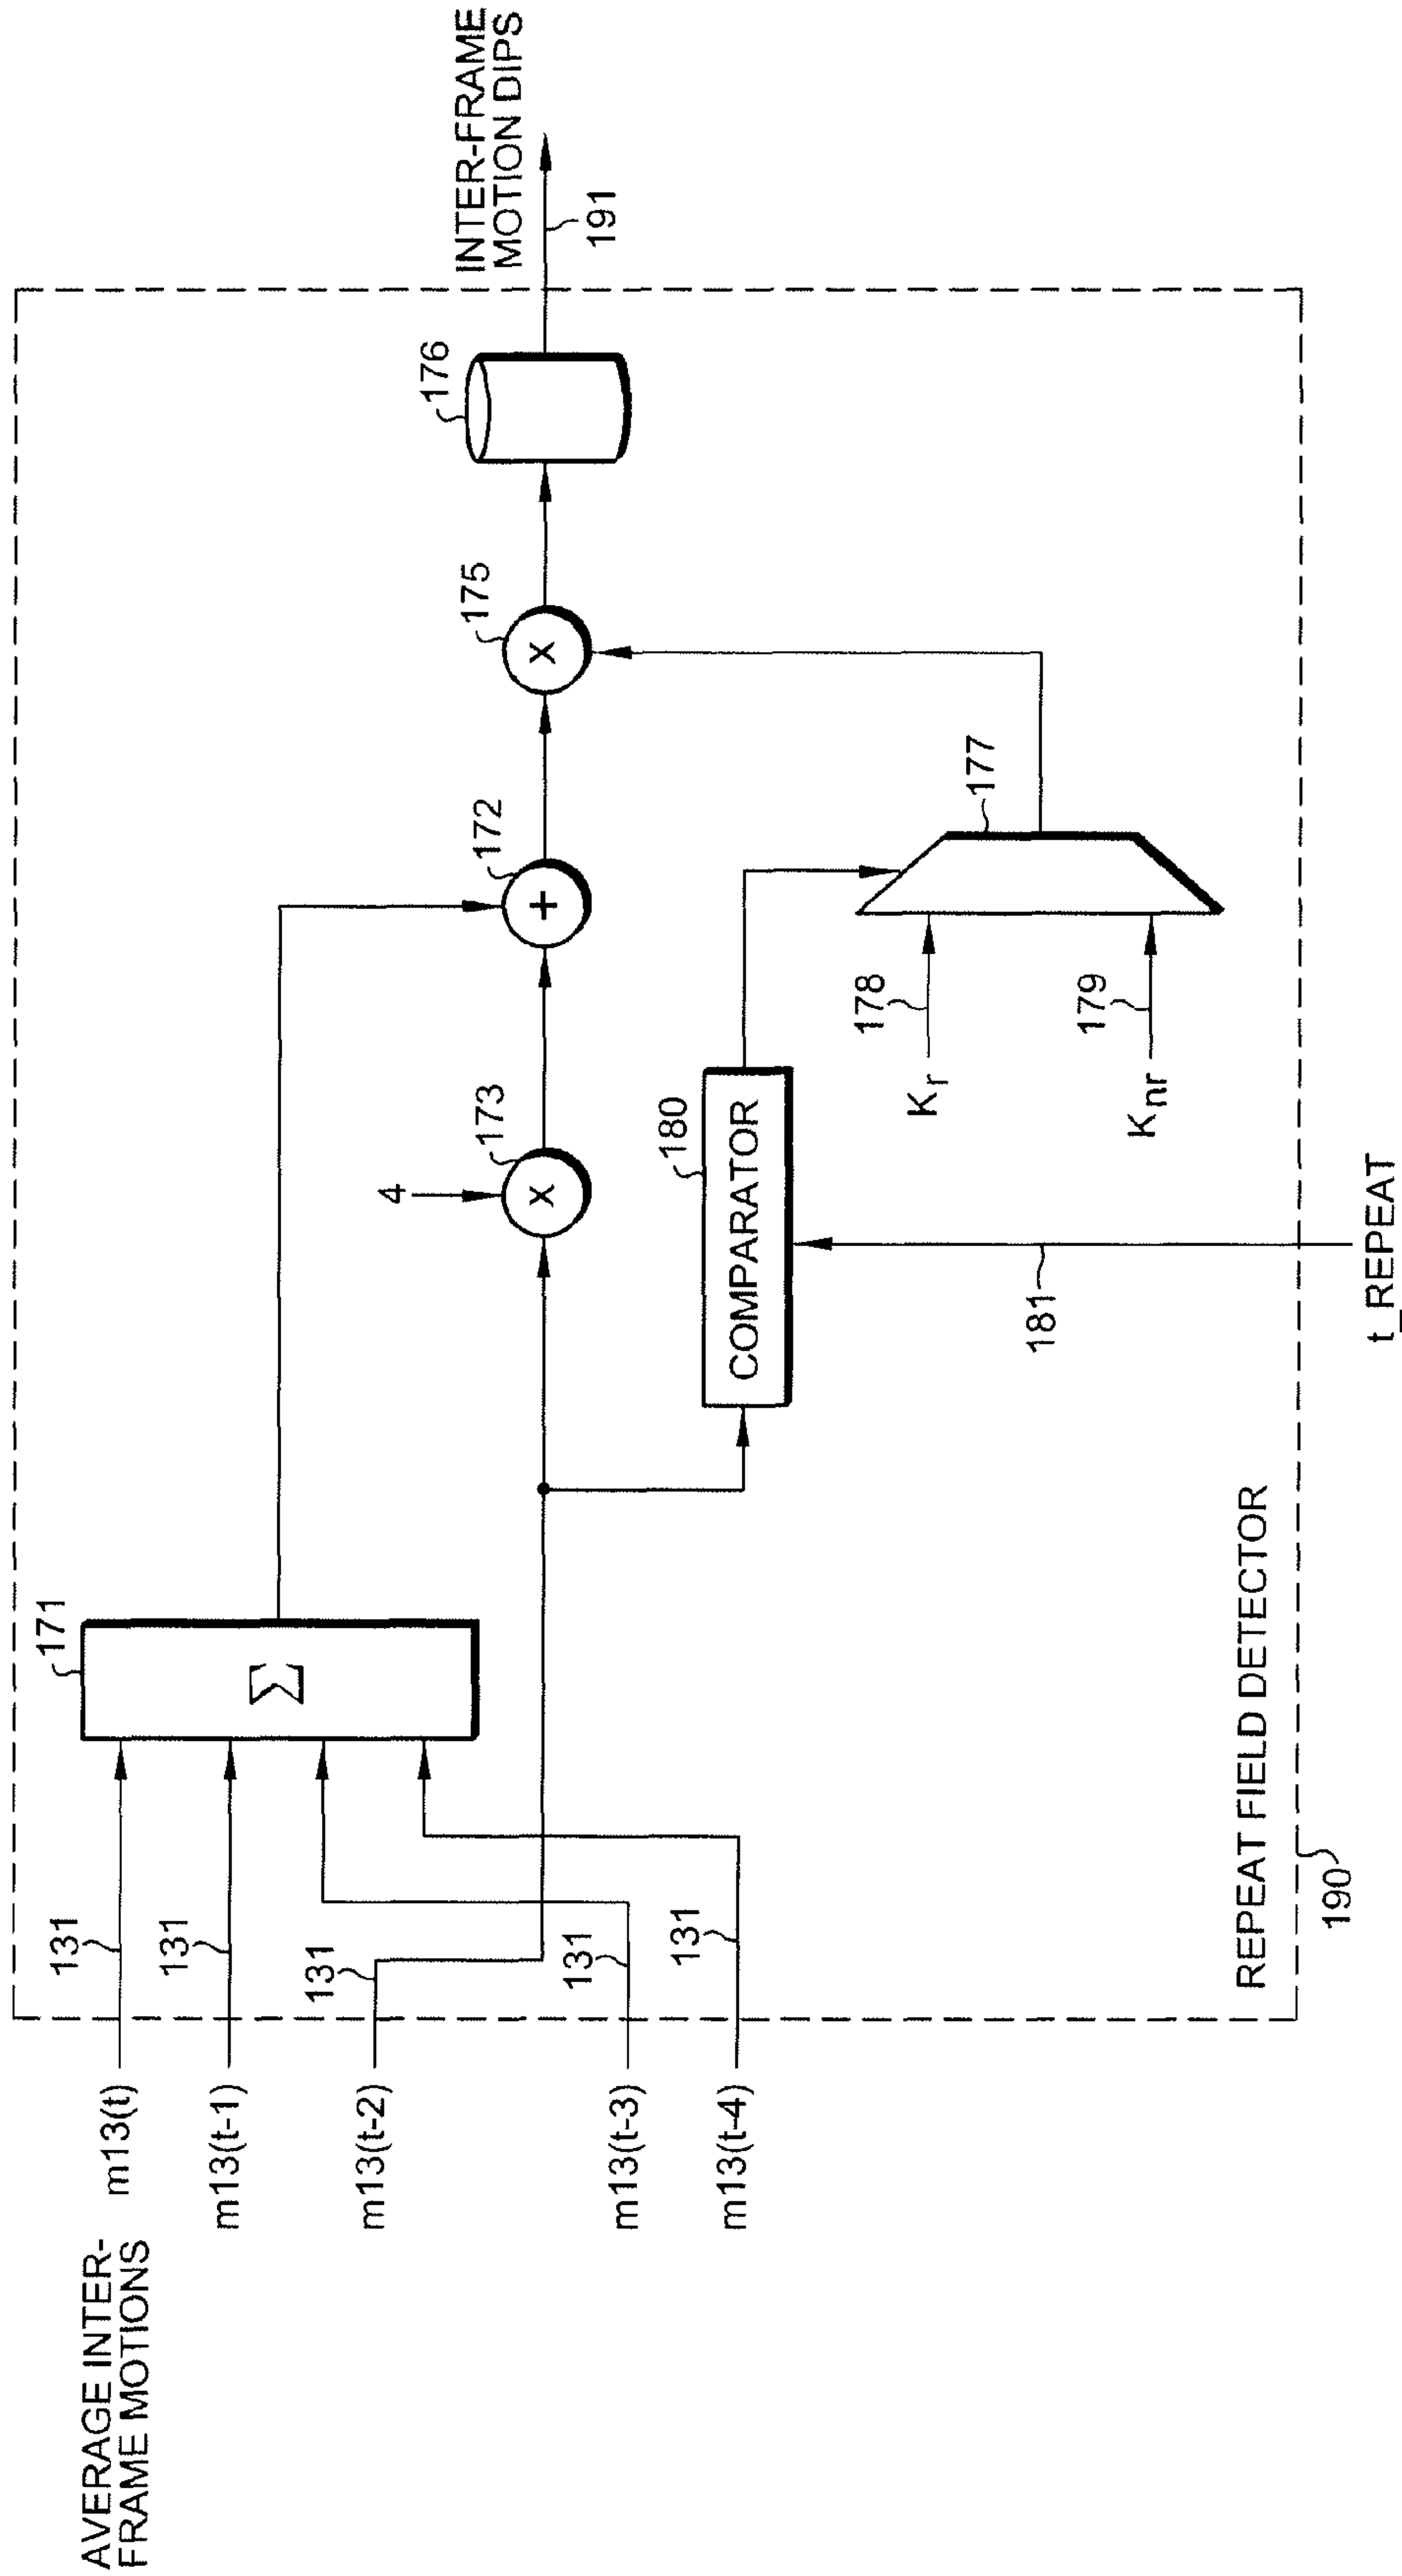 AVERAGE INTER-
FRAME MOTIONS
m13(t)
m13(t-1)
m13(t-2)
m13(t-3)
m13(t-4)
131
131
131
131
131
171
Σ
4
173
x
172
+
175
x
176
INTER-FRAME
MOTION DIPS
191
180
COMPARATOR
178
Kr
179
Knr
177
181
t_REPEAT
REPEAT FIELD DETECTOR
190